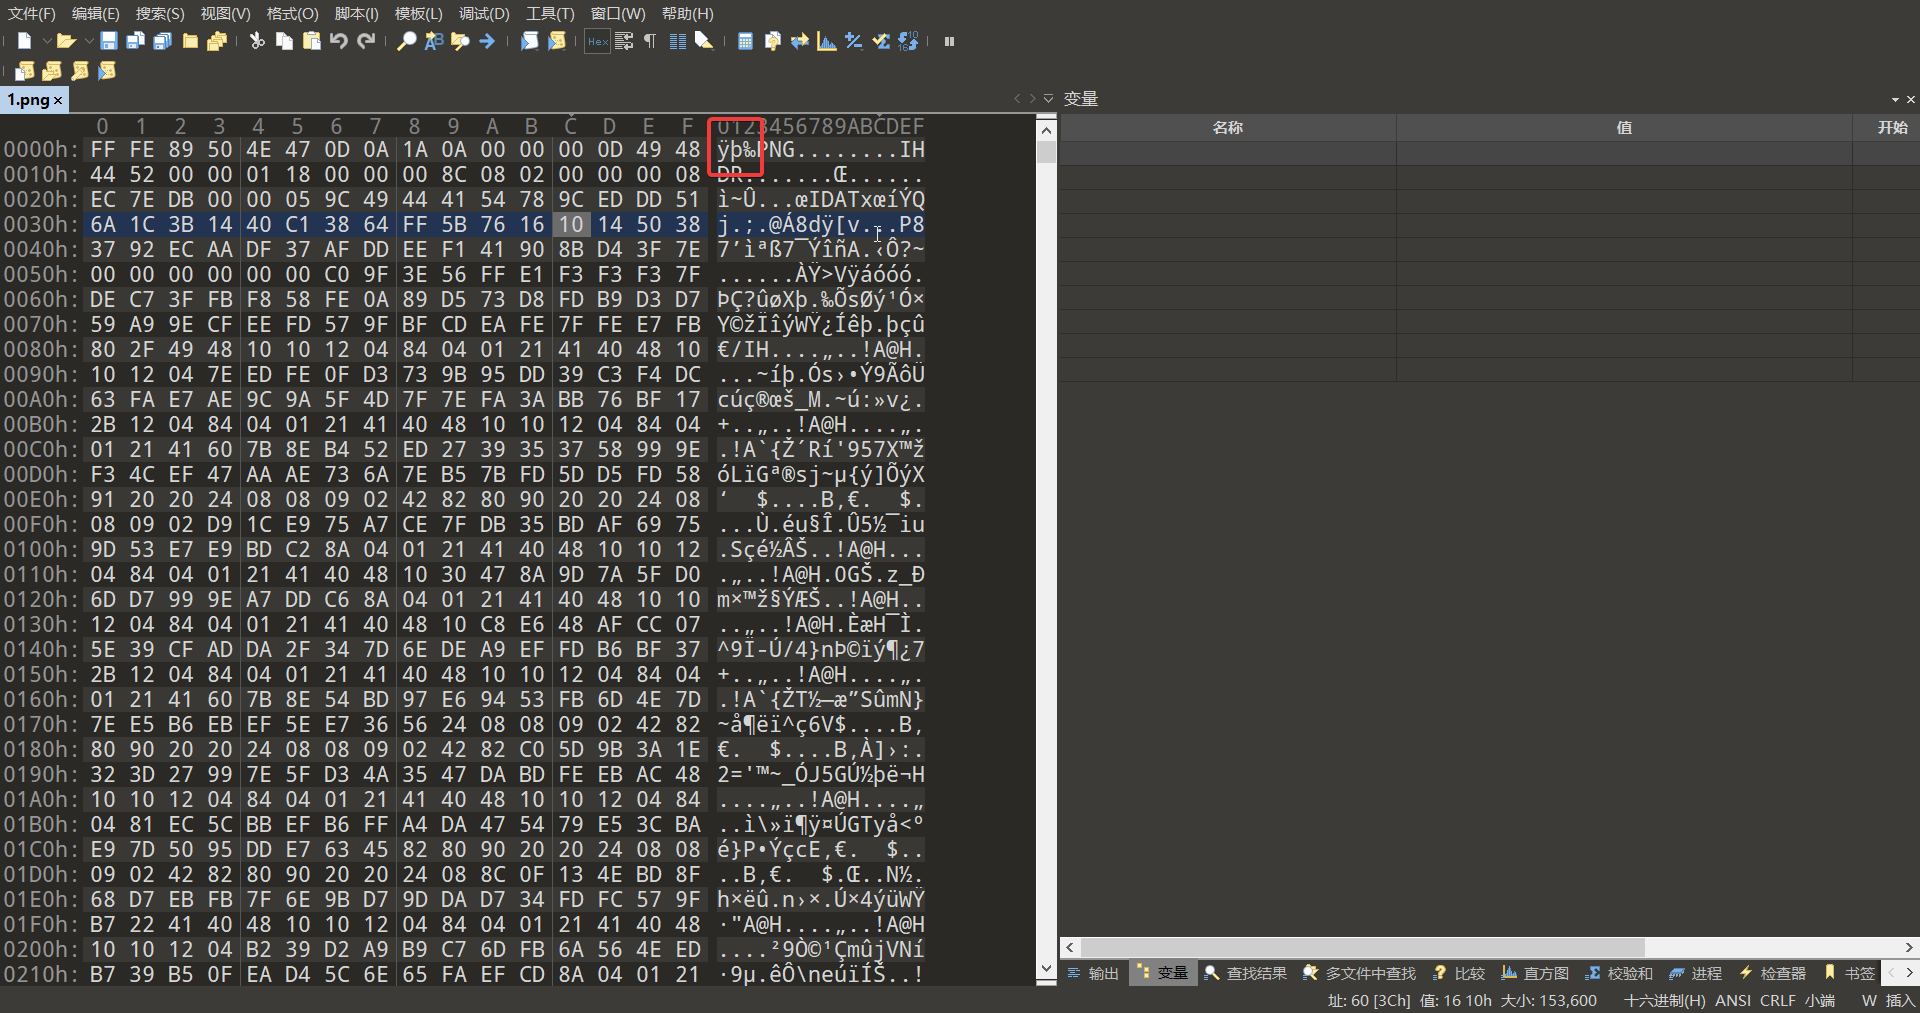 文件(F) 编辑(E) 搜索(S) 视图(V) 格式(O) 脚本(I) 模板(L) 调试(D) 工具(T) 窗口(W) 帮助(H)
1.png
变量
名称 值 开始
0 1 2 3 4 5 6 7 8 9 A B C D E F 0123456789ABCDEF
0000h: FF FE 89 50 4E 47 0D 0A 1A 0A 00 00 00 0D 49 48 ÿþ‰PNG........IH
0010h: 44 52 00 00 01 18 00 00 00 8C 08 02 00 00 00 08 DR.......Œ......
0020h: EC 7E DB 00 00 05 9C 49 44 41 54 78 9C ED DD 51 ì~Û...œIDATxœíÝQ
0030h: 6A 1C 3B 14 40 C1 38 64 FF 5B 76 16 10 14 50 38 j.;.@Á8dÿ[v...P8
0040h: 37 92 EC AA DF 37 AF DD EE F1 41 90 8B D4 3F 7E 7’ìªß7¯ÝîñA.‹Ô?~
0050h: 00 00 00 00 00 00 C0 9F 3E 56 FF E1 F3 F3 F3 7F ......ÀŸ>Vÿáóóó.
0060h: DE C7 3F FB F8 58 FE 0A 89 D5 73 D8 FD B9 D3 D7 ÞÇ?ûøXþ.‰ÕsØý¹Ó×
0070h: 59 A9 9E CF EE FD 57 9F BF CD EA FE 7F FE E7 FB Y©žÏîýWŸ¿Íêþ.þçû
0080h: 80 2F 49 48 10 10 12 04 84 04 01 21 41 40 48 10 €/IH....„..!A@H.
0090h: 10 12 04 7E ED FE 0F D3 73 9B 95 DD 39 C3 F4 DC ...~íþ.Ós›•Ý9ÃôÜ
00A0h: 63 FA E7 AE 9C 9A 5F 4D 7F 7E FA 3A BB 76 BF 17 cúç®œš_M.~ú:»v¿.
00B0h: 2B 12 04 84 04 01 21 41 40 48 10 10 12 04 84 04 +..„..!A@H....„.
00C0h: 01 21 41 60 7B 8E B4 52 ED 27 39 35 37 58 99 9E .!A`{Ž´Rí'957X™ž
00D0h: F3 4C EF 47 AA AE 73 6A 7E B5 7B FD 5D D5 FD 58 óLïGª®sj~µ{ý]ÕýX
00E0h: 91 20 20 24 08 08 09 02 42 82 80 90 20 20 24 08 ‘  $....B‚€.  $.
00F0h: 08 09 02 D9 1C E9 75 A7 CE 7F DB 35 BD AF 69 75 ...Ù.éu§Î.Û5½¯iu
0100h: 9D 53 E7 E9 BD C2 8A 04 01 21 41 40 48 10 10 12 .Sçé½ÂŠ..!A@H...
0110h: 04 84 04 01 21 41 40 48 10 30 47 8A 9D 7A 5F D0 .„..!A@H.0GŠ.z_Ð
0120h: 6D D7 99 9E A7 DD C6 8A 04 01 21 41 40 48 10 10 m×™ž§ÝÆŠ..!A@H..
0130h: 12 04 84 04 01 21 41 40 48 10 C8 E6 48 AF CC 07 ..„..!A@H.ÈæH¯Ì.
0140h: 5E 39 CF AD DA 2F 34 7D 6E DE A9 EF FD B6 BF 37 ^9Ï-Ú/4}nÞ©ïý¶¿7
0150h: 2B 12 04 84 04 01 21 41 40 48 10 10 12 04 84 04 +..„..!A@H....„.
0160h: 01 21 41 60 7B 8E 54 BD 97 E6 94 53 FB 6D 4E 7D .!A`{ŽT½—æ”SûmN}
0170h: 7E E5 B6 EB EF 5E E7 36 56 24 08 08 09 02 42 82 ~å¶ëï^ç6V$....B‚
0180h: 80 90 20 20 24 08 08 09 02 42 82 C0 5D 9B 3A 1E €.  $....B‚À]›:.
0190h: 32 3D 27 99 7E 5F D3 4A 35 47 DA BD FE EB AC 48 2='™~_ÓJ5GÚ½þë¬H
01A0h: 10 10 12 04 84 04 01 21 41 40 48 10 10 12 04 84 ....„..!A@H....„
01B0h: 04 81 EC 5C BB EF B6 FF A4 DA 47 54 79 E5 3C BA ..ì\»ï¶ÿ¤ÚGTyå<º
01C0h: E9 7D 50 95 DD E7 63 45 82 80 90 20 20 24 08 08 é}P•ÝçcE‚€.  $..
01D0h: 09 02 42 82 80 90 20 20 24 08 8C 0F 13 4E BD 8F ..B‚€.  $.Œ..N½.
01E0h: 68 D7 EB FB 7F 6E 9B D7 9D DA D7 34 FD FC 57 9F h×ëû.n›×.Ú×4ýüWŸ
01F0h: B7 22 41 40 48 10 10 12 04 84 04 01 21 41 40 48 ·"A@H....„..!A@H
0200h: 10 10 12 04 B2 39 D2 A9 B9 C7 6D FB 6A 56 4E ED ....²9Ò©¹ÇmûjVNí
0210h: B7 39 B5 0F EA D4 5C 6E 65 FA EF CD 8A 04 01 21 ·9µ.êÔ\neúïÍŠ..!
输出 变量 查找结果 多文件中查找 比较 直方图 校验和 进程 检查器 书签
址: 60 [3Ch] 值: 16 10h 大小: 153,600 十六进制(H) ANSI CRLF 小端 W 插入